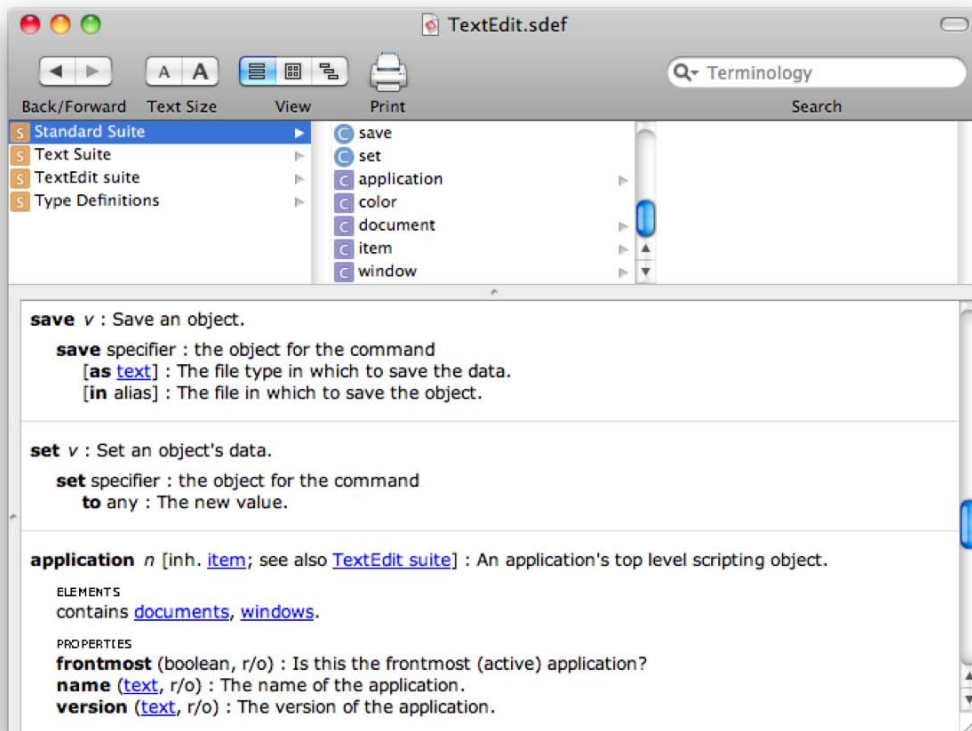 TextEdit.sdef
A A
Terminology
Back/Forward Text Size View Print Search
S Standard Suite
S Text Suite
S TextEdit suite
S Type Definitions
C save
C set
C application
C color
C document
C item
C window
save v : Save an object.
save specifier : the object for the command
[as text] : The file type in which to save the data.
[in alias] : The file in which to save the object.
set v : Set an object's data.
set specifier : the object for the command
to any : The new value.
application n [inh. item; see also TextEdit suite] : An application's top level scripting object.
ELEMENTS
contains documents, windows.
PROPERTIES
frontmost (boolean, r/o) : Is this the frontmost (active) application?
name (text, r/o) : The name of the application.
version (text, r/o) : The version of the application.